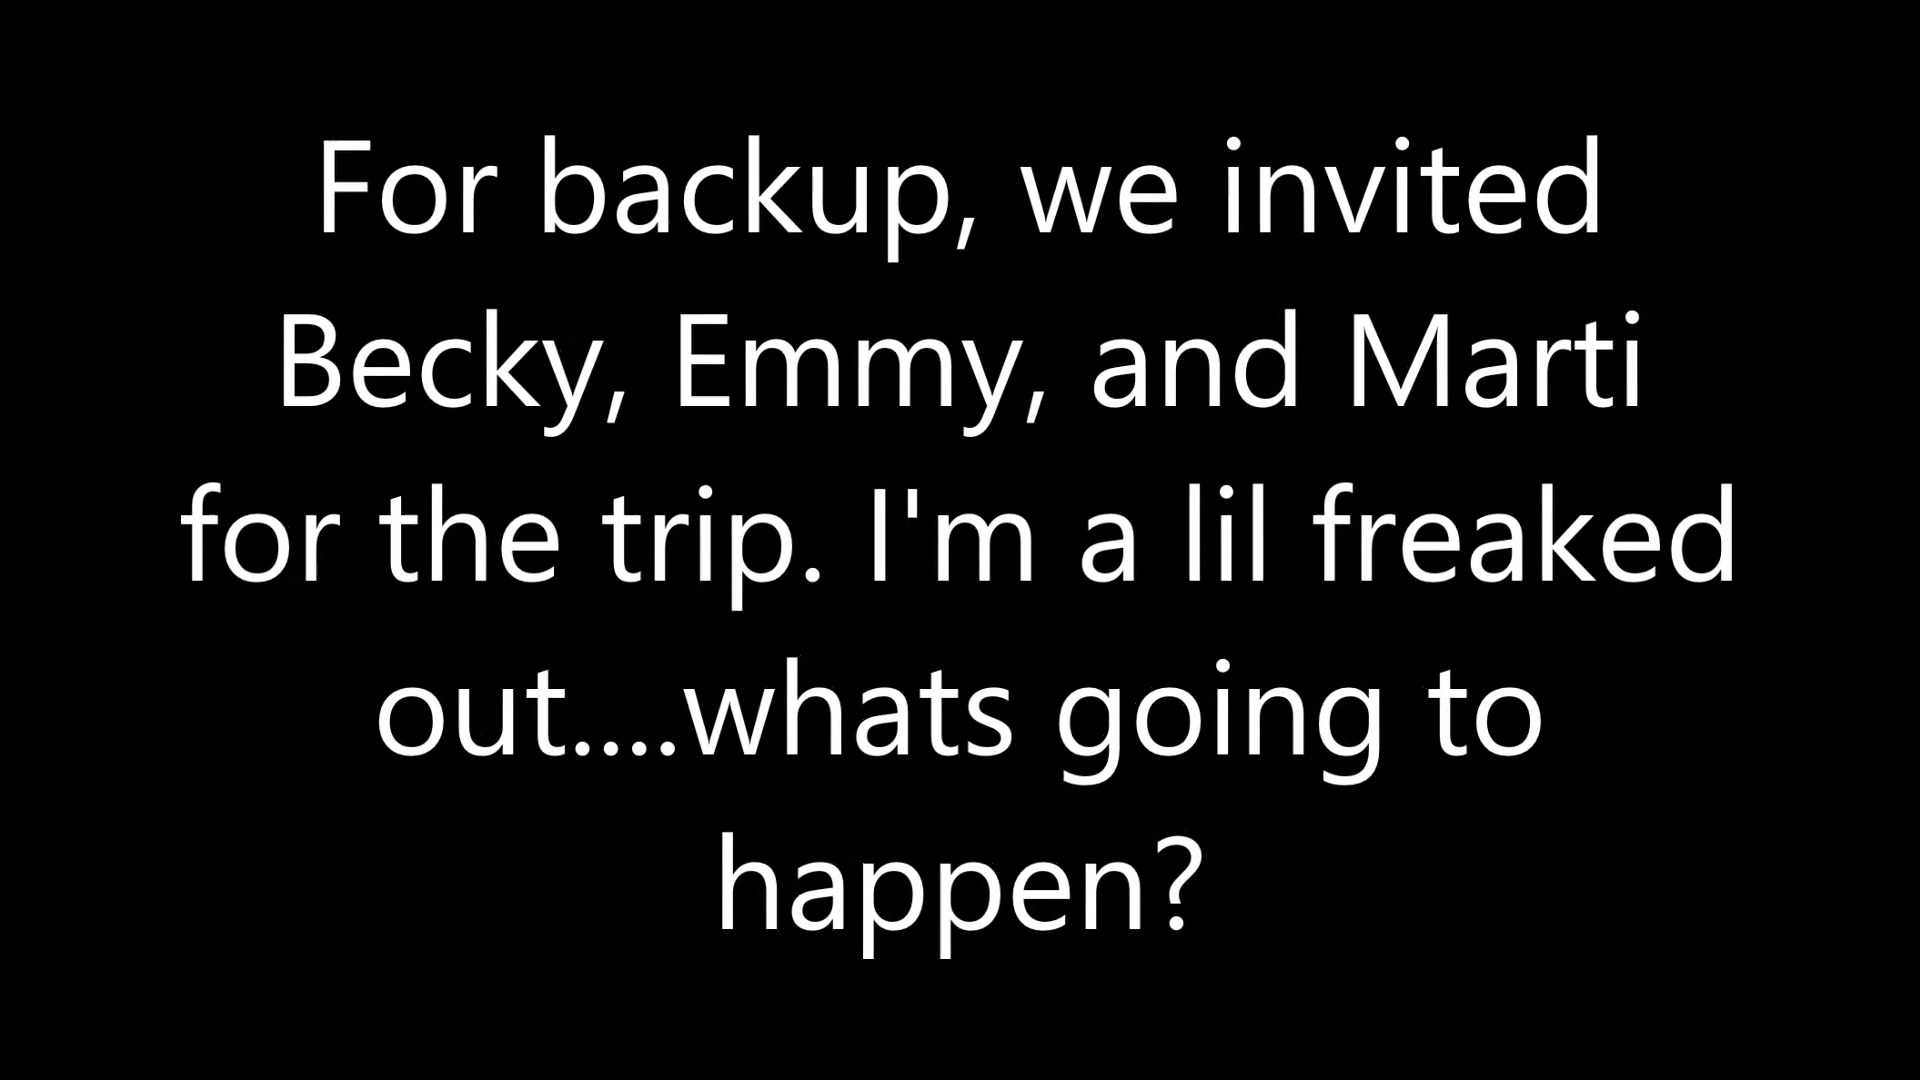 For backup, we invited
Becky, Emmy, and Marti
for the trip. I'm a lil freaked
out....whats going to
happen?